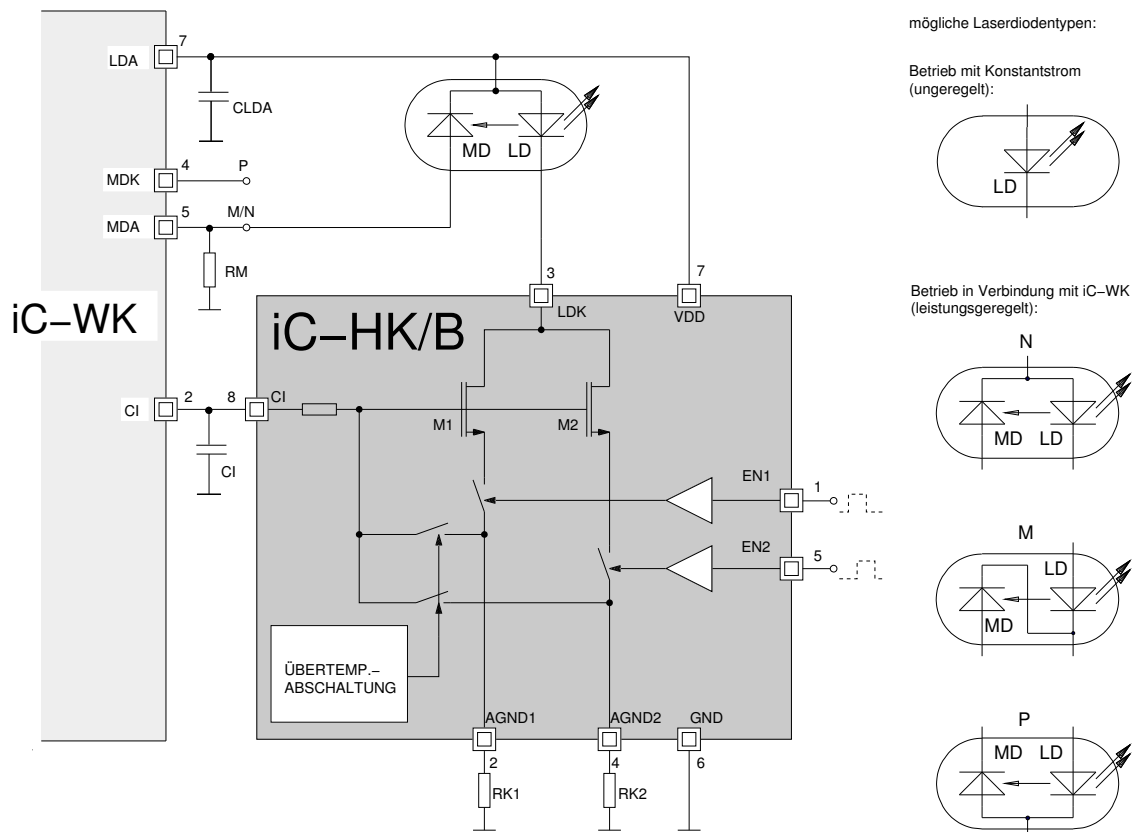 mögliche Laserdiodentypen:
Betrieb mit Konstantstrom
(ungeregelt):
LD
Betrieb in Verbindung mit iC–WK
(leistungsgeregelt):
N
MD LD
M
LD
MD
P
MD LD
iC–WK
LDA
7
CLDA
MDK
4
P
MDA
5
M/N
RM
MD LD
CI
2
8
CI
CI
3
LDK
7
VDD
iC–HK/B
M1
M2
EN1
1
EN2
5
ÜBERTEMP.–
ABSCHALTUNG
AGND1
AGND2
GND
2
4
6
RK1
RK2